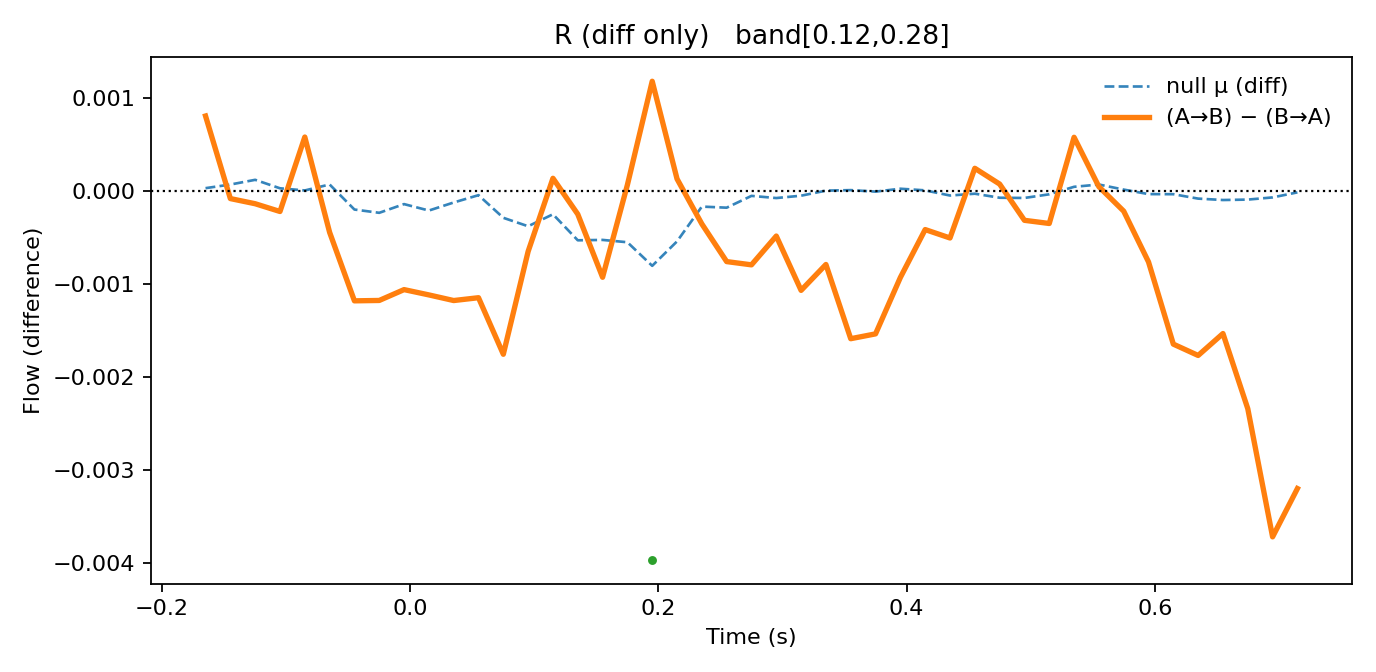 R (diff only)   band[0.12,0.28]
null μ (diff)
(A→B) − (B→A)
Flow (difference)
0.001
0.000
−0.001
−0.002
−0.003
−0.004
−0.2
0.0
0.2
0.4
0.6
Time (s)